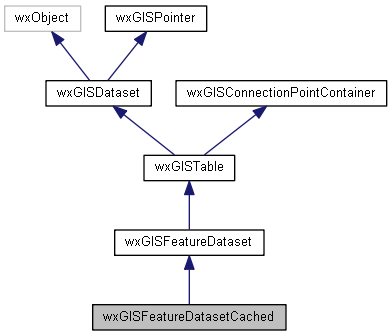 wxObject
wxGISPointer
wxGISDataset
wxGISConnectionPointContainer
wxGISTable
wxGISFeatureDataset
wxGISFeatureDatasetCached